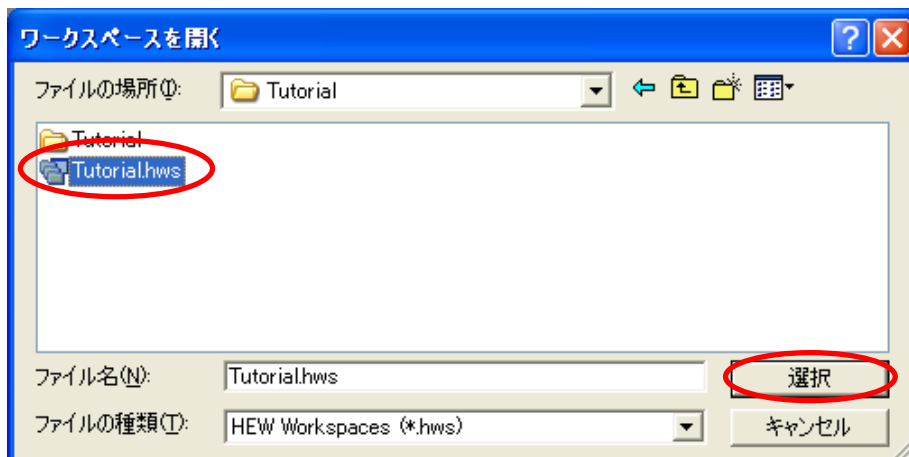 ワークスペースを開く
ファイルの場所(I):
Tutorial
Tutorial
Tutorial.hws
ファイル名(N):
Tutorial.hws
選択
ファイルの種類(T):
HEW Workspaces (*.hws)
キャンセル